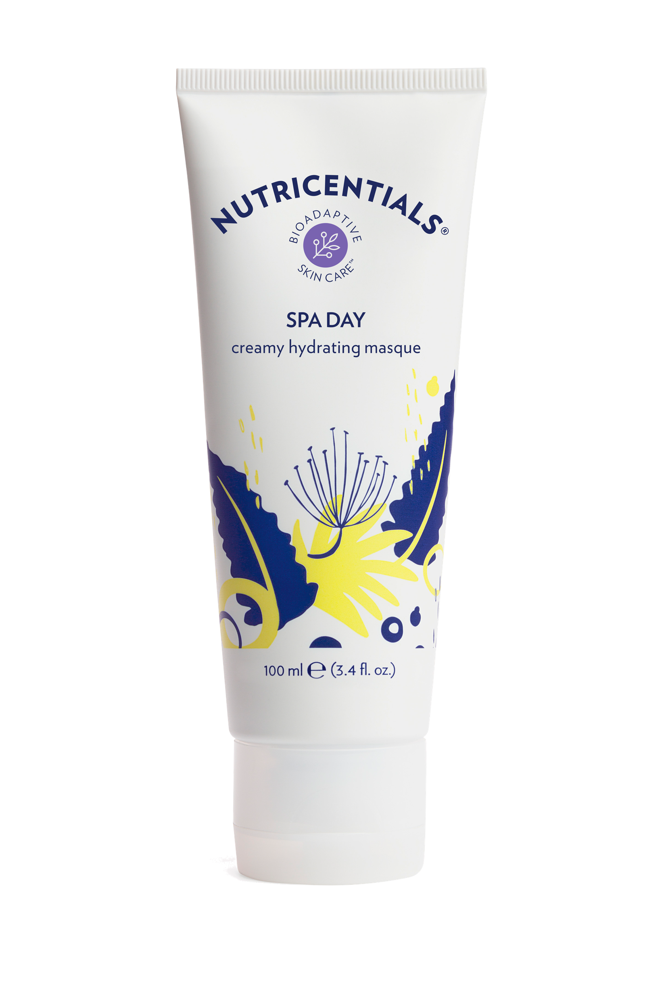 NUTRICENTIALS®
BIOADAPTIVE
SKIN CARE™
SPA DAY
creamy hydrating masque
100 ml ℮ (3.4 fl. oz.)